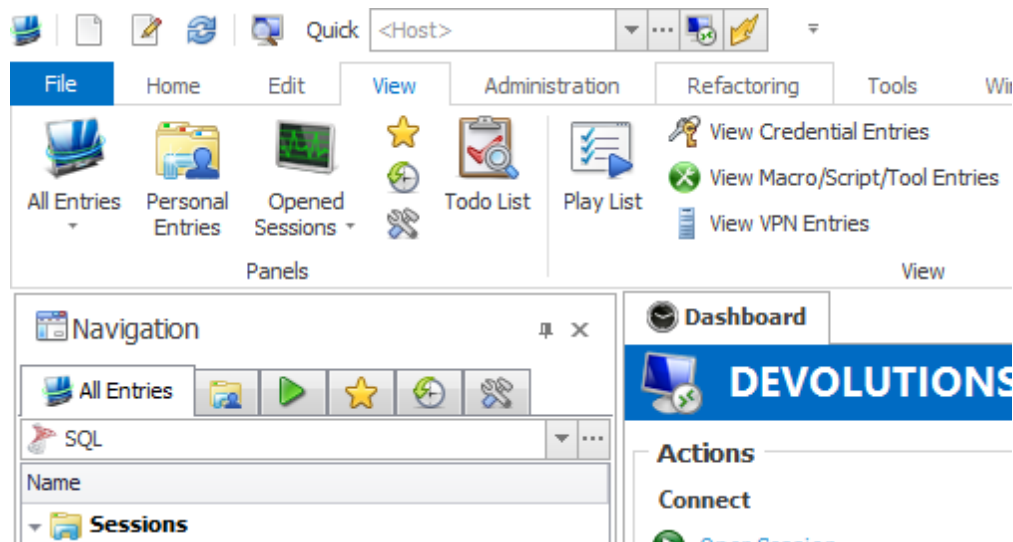 Quick <Host>
File Home Edit View Administration Refactoring Tools
All Entries Personal Entries Opened Sessions Todo List Play List
View Credential Entries
View Macro/Script/Tool Entries
View VPN Entries
Panels View
Navigation
Dashboard
All Entries
DEVOLUTIONS
SQL
Actions
Name
Connect
Sessions